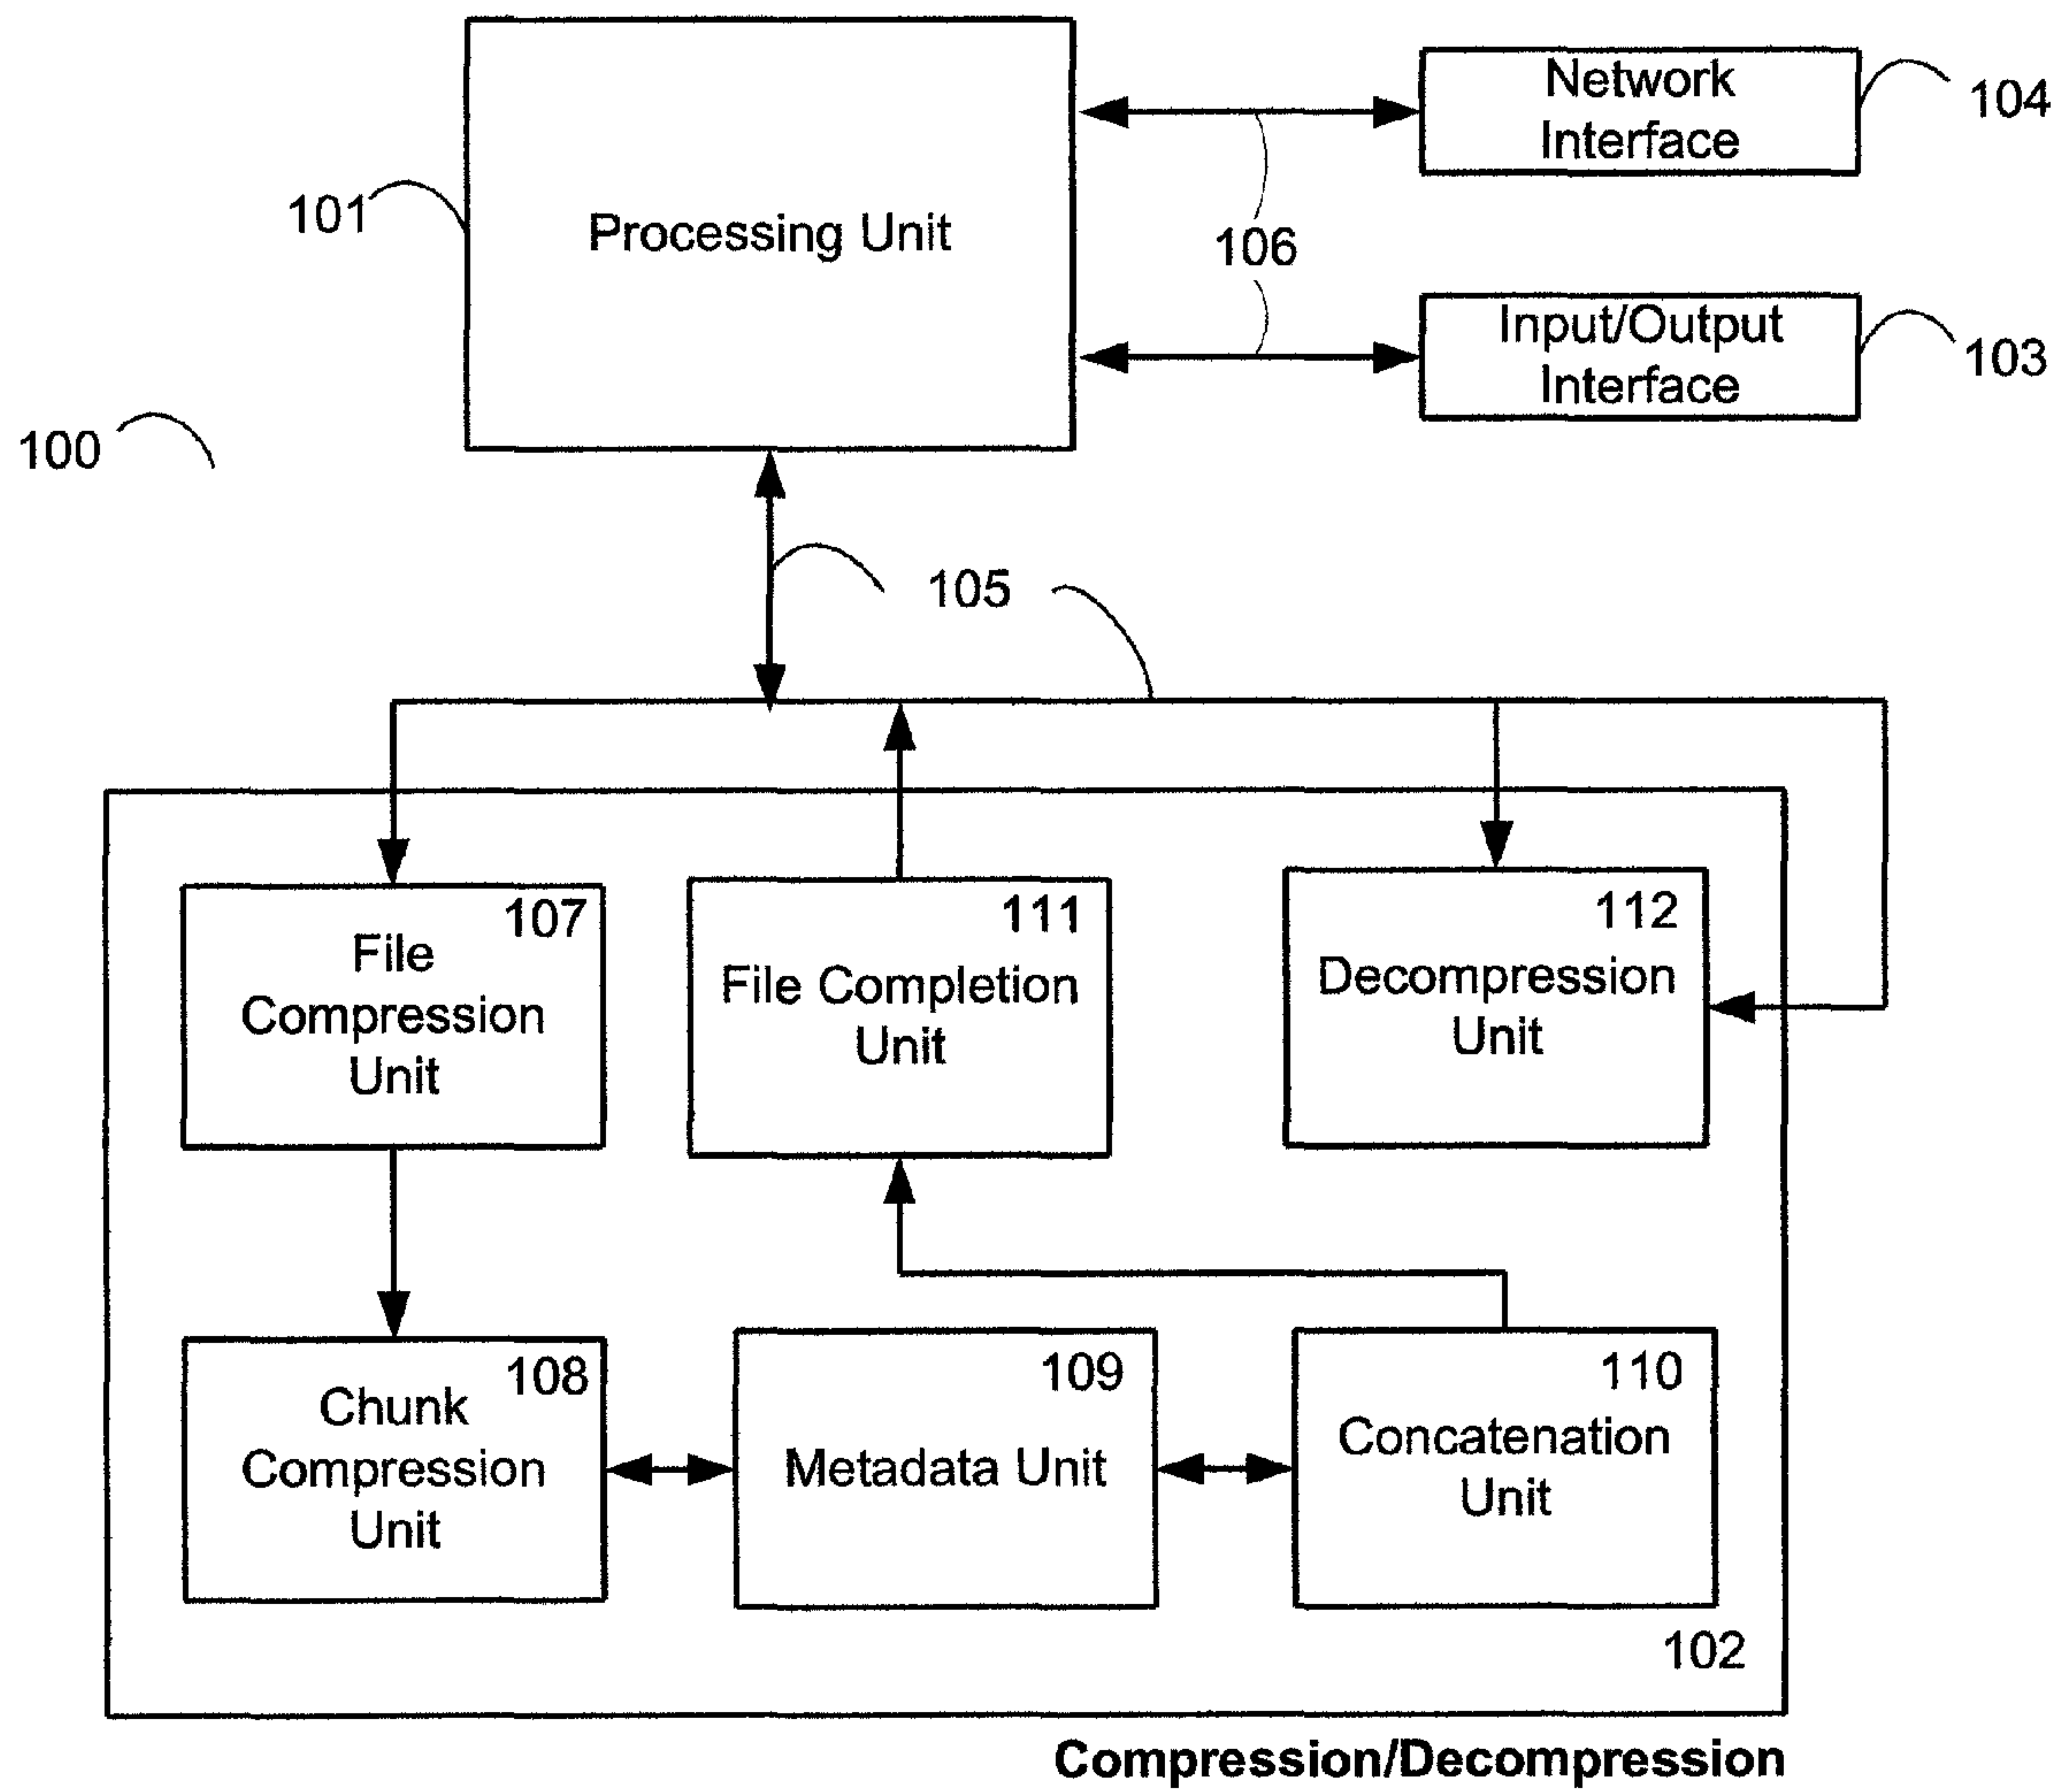 Network
Interface
104
101
Processing Unit
106
Input/Output
Interface
103
100
105
107
File
Compression
Unit
111
File Completion
Unit
112
Decompression
Unit
108
Chunk
Compression
Unit
109
Metadata Unit
110
Concatenation
Unit
102
Compression/Decompression